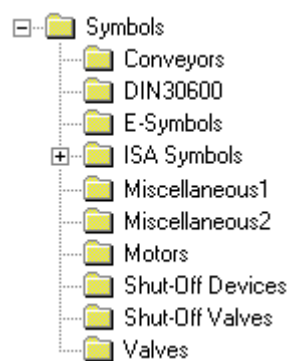 Symbols
Conveyors
DIN30600
E-Symbols
ISA Symbols
Miscellaneous1
Miscellaneous2
Motors
Shut-Off Devices
Shut-Off Valves
Valves